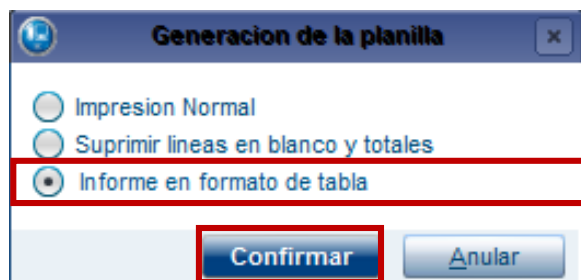 Generacion de la planilla
Impresion Normal
Suprimir lineas en blanco y totales
Informe en formato de tabla
Confirmar Anular